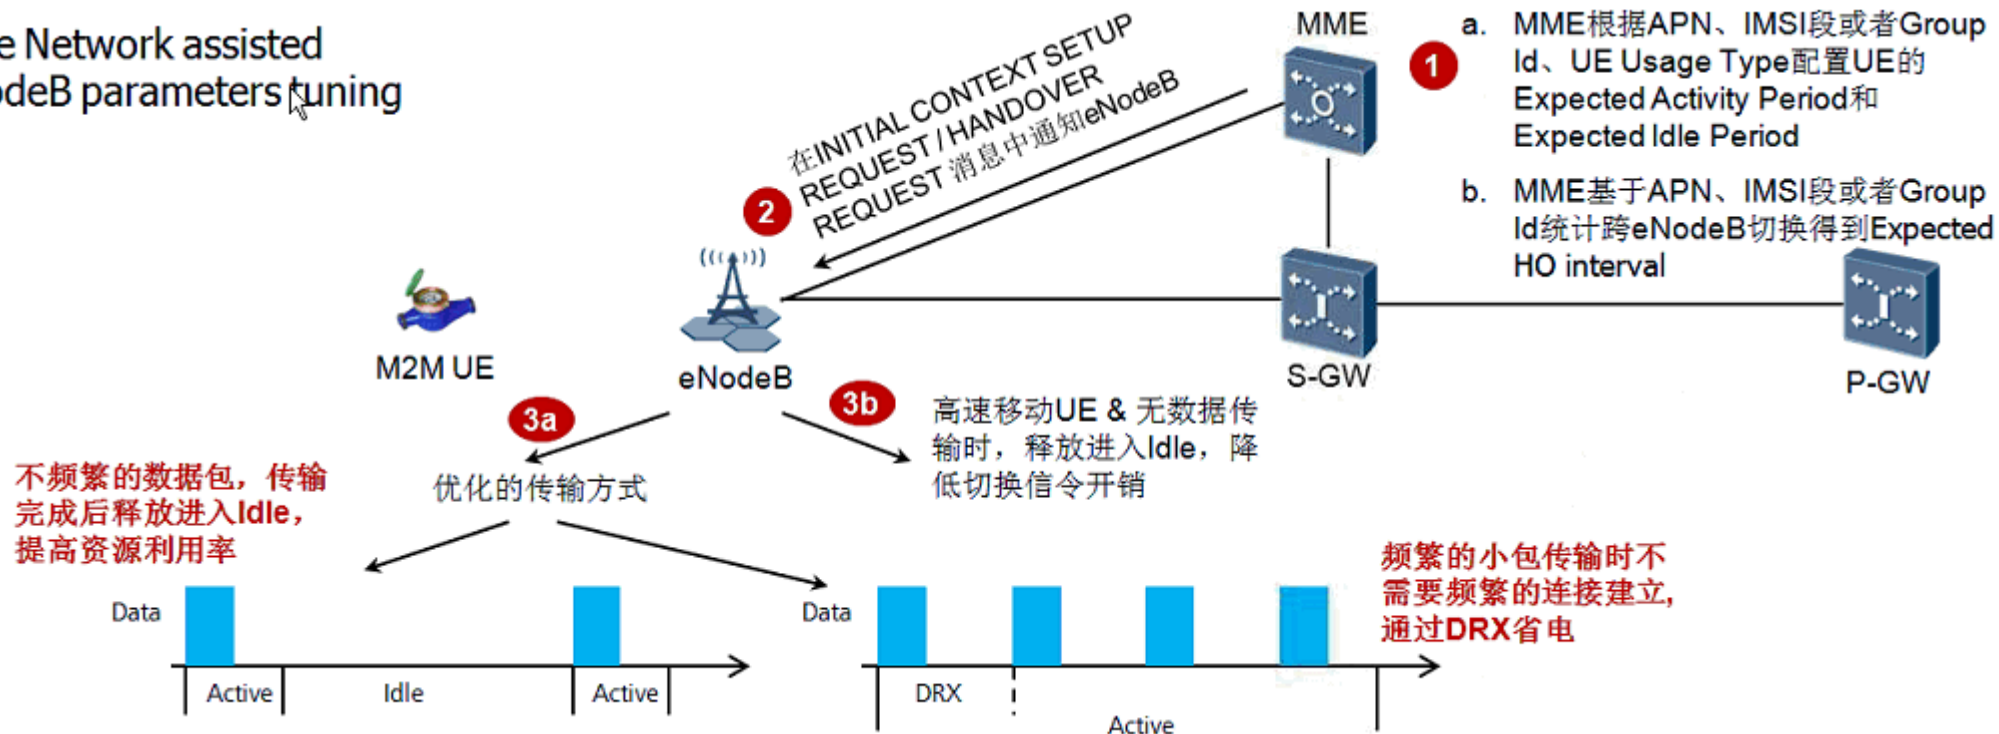 e Network assisted
odeB parameters tuning
MME
1
a. MME根据APN、IMSI段或者Group
Id、UE Usage Type配置UE的
Expected Activity Period和
Expected Idle Period
b. MME基于APN、IMSI段或者Group
Id统计跨eNodeB切换得到Expected
HO interval
2
在INITIAL CONTEXT SETUP
REQUEST / HANDOVER
REQUEST 消息中通知eNodeB
M2M UE
eNodeB
S-GW
P-GW
3a
3b
高速移动UE & 无数据传
输时，释放进入Idle，降
低切换信令开销
优化的传输方式
不频繁的数据包，传输
完成后释放进入Idle，
提高资源利用率
频繁的小包传输时不
需要频繁的连接建立,
通过DRX省电
Data
Active
Idle
Active
Data
DRX
Active